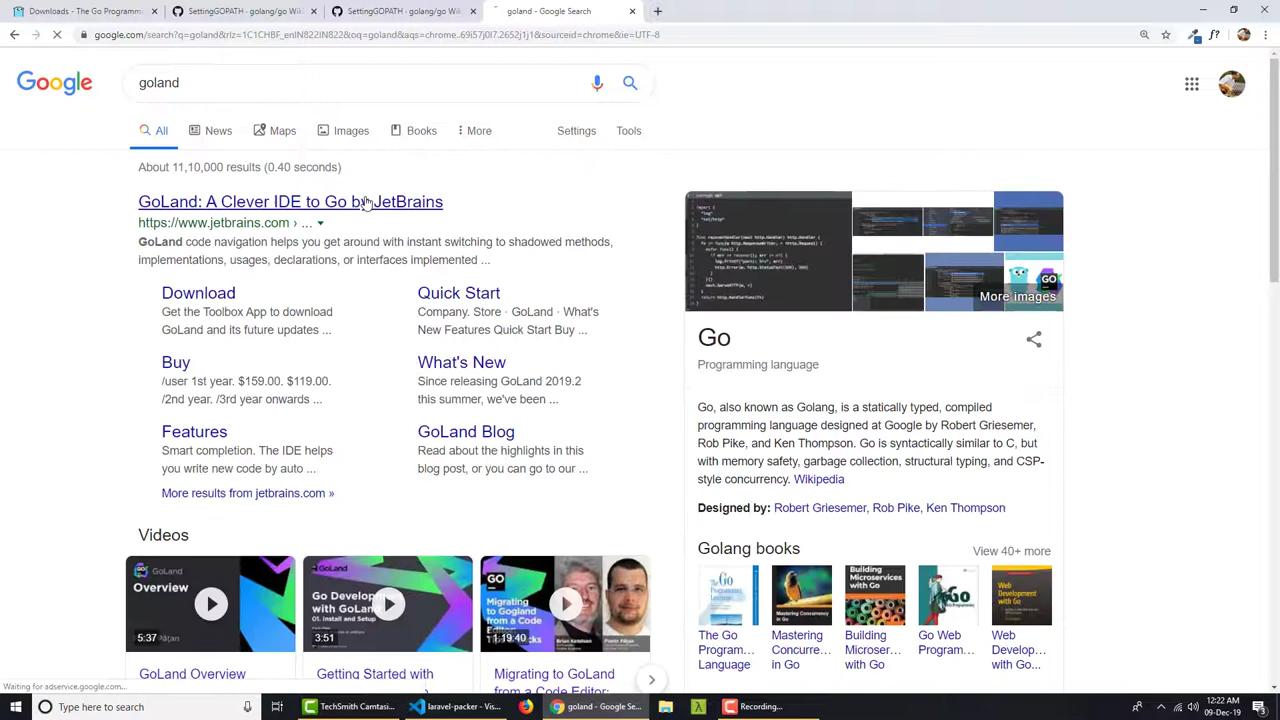 Downloads - The Go Program
SettingGOPATH · golang/go Wiki
SettingGOPATH · golang/go Wiki
goland - Google Search
google.com/search?q=goland&rlz=1C1CHBF_enIN822IN822&oq=goland&aqs=chrome..69i57j0l7.2652j1j1&sourceid=chrome&ie=UTF-8
Google
goland
All
News
Maps
Images
Books
More
Settings
Tools
About 11,10,000 results (0.40 seconds)
GoLand: A Clever IDE to Go by JetBrains
https://www.jetbrains.co
GoLand code navigation helps you get around with instant switching to shadowed methods,
implementations, usages, declarations, or interfaces implemented ...
Download
Get the Toolbox App to download
GoLand and its future updates ...
Quick Start
Company. Store · GoLand · What's
New Features Quick Start Buy ...
Buy
/user 1st year. $159.00. $119.00.
/2nd year. /3rd year onwards ...
What's New
Since releasing GoLand 2019.2
this summer, we've been ...
Features
Smart completion. The IDE helps
you write new code by auto ...
GoLand Blog
Read about the highlights in this
blog post, or you can go to our ...
More results from jetbrains.com »
Videos
GoLand
Overview
5:37
GoLand
Go Development
with GoLand
01. Install and Setup
3:51
Migrating to
Gogland from a
Code Editor:
1:19:40
GoLand Overview
Getting Started with
Migrating to GoLand
from a Code Editor:
More images
Go
Programming language
Go, also known as Golang, is a statically typed, compiled
programming language designed at Google by Robert Griesemer,
Rob Pike, and Ken Thompson. Go is syntactically similar to C, but
with memory safety, garbage collection, structural typing, and CSP-
style concurrency. Wikipedia
Designed by: Robert Griesemer, Rob Pike, Ken Thompson
Golang books
View 40+ more
The Go
Program...
Language
Mastering
Concurre...
in Go
Building
Microser...
with Go
Go Web
Program...
Web
Develop...
with Go...
Waiting for adservice.google.com...
Type here to search
TechSmith Camtasi...
laravel-packer - Vis...
goland - Google Se...
Recording...
12:22 AM
09-Dec-19